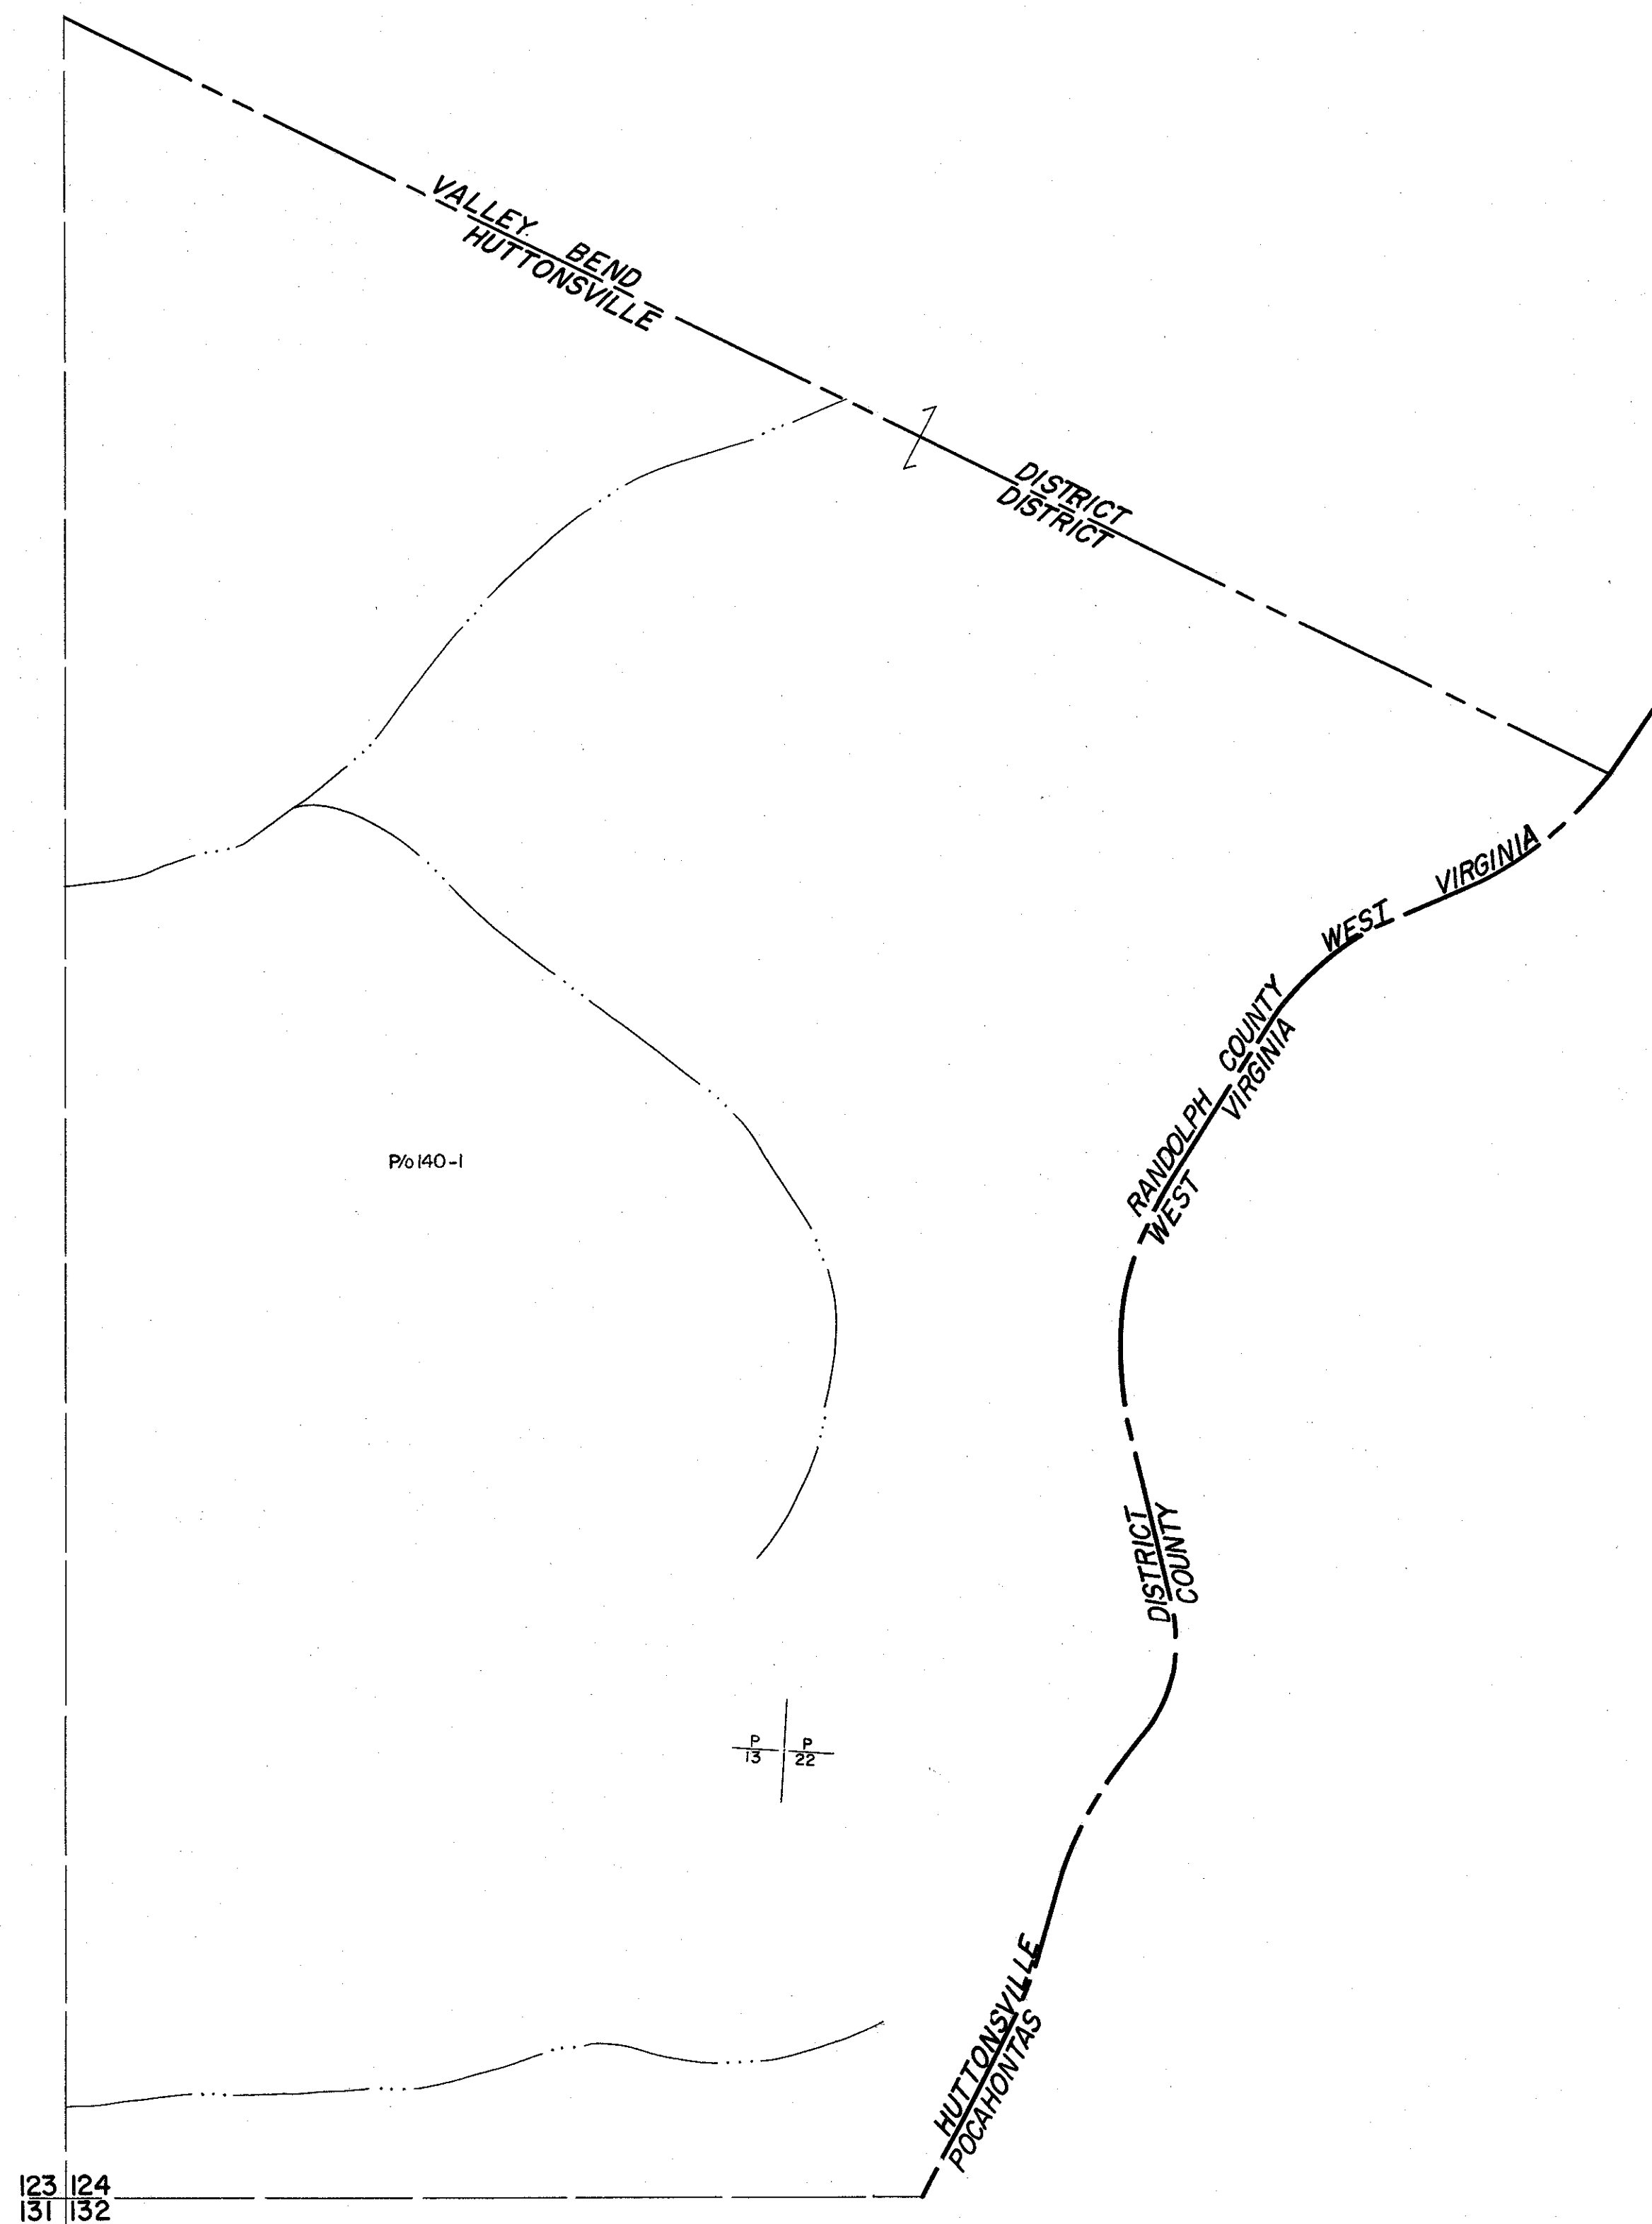 VALLEY. BEND
HUTTONSVILLE
DISTRICT
DISTRICT
WEST VIRGINIA
RANDOLPH COUNTY
WEST VIRGINIA
P/o 140-1
DISTRICT
COUNTY
P P
13 22
HUTTONSVILLE
POCAHONTAS
123 124
131 132